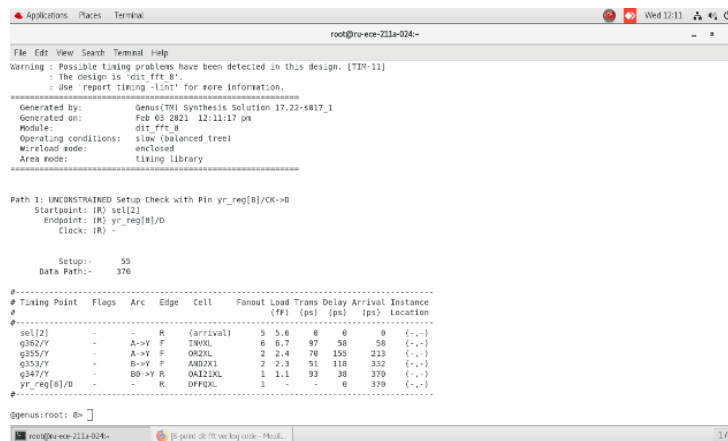 Applications Places Terminal Wed 12:11
root@ru-ece-211a-024:~
File Edit View Search Terminal Help
Warning : Possible timing problems have been detected in this design. [TIM-11]
: The design is 'dit_fft_8'.
: Use 'report timing -lint' for more information.
============================================================
Generated by: Genus(TM) Synthesis Solution 17.22-s017_1
Generated on: Feb 03 2021 12:11:17 pm
Module: dit_fft_8
Operating conditions: slow (balanced_tree)
Wireload mode: enclosed
Area mode: timing library
============================================================
Path 1: UNCONSTRAINED Setup Check with Pin yr_reg[8]/CK->D
Startpoint: (R) sel[2]
Endpoint: (R) yr_reg[8]/D
Clock: (R) -
Setup:- 55
Data Path:- 370
#-------------------------------------------------------------------------------
# Timing Point Flags Arc Edge Cell Fanout Load Trans Delay Arrival Instance
# (fF) (ps) (ps) (ps) Location
#-------------------------------------------------------------------------------
sel[2] - - R (arrival) 5 5.6 0 0 0 (-,-)
g362/Y - A->Y F INVXL 6 6.7 97 58 58 (-,-)
g355/Y - A->Y F OR2XL 2 2.4 70 155 213 (-,-)
g353/Y - B->Y F AND2X1 2 2.3 51 118 332 (-,-)
g347/Y - B0->Y R OAI21XL 1 1.1 93 38 370 (-,-)
yr_reg[8]/D - - R DFFQXL 1 - - 0 370 (-,-)
#-------------------------------------------------------------------------------
@genus:root: 8>
root@ru-ece-211a-024:~ [8-point dit fft verilog code - Mozill...